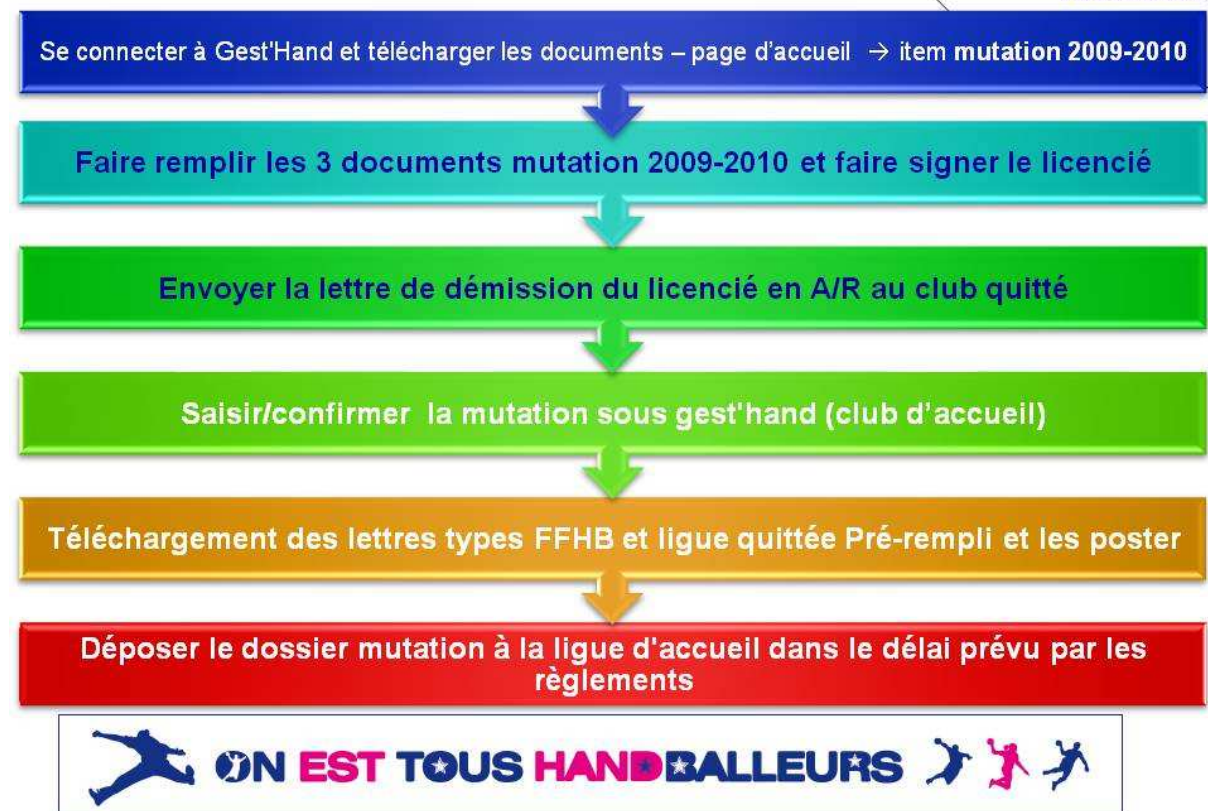 Se connecter à Gest'Hand et télécharger les documents – page d'accueil → item mutation 2009-2010
Faire remplir les 3 documents mutation 2009-2010 et faire signer le licencié
Envoyer la lettre de démission du licencié en A/R au club quitté
Saisir/confirmer la mutation sous gest'hand (club d'accueil)
Téléchargement des lettres types FFHB et ligue quittée Pré-rempli et les poster
Déposer le dossier mutation à la ligue d'accueil dans le délai prévu par les
règlements
ON EST TOUS HANDBALLEURS